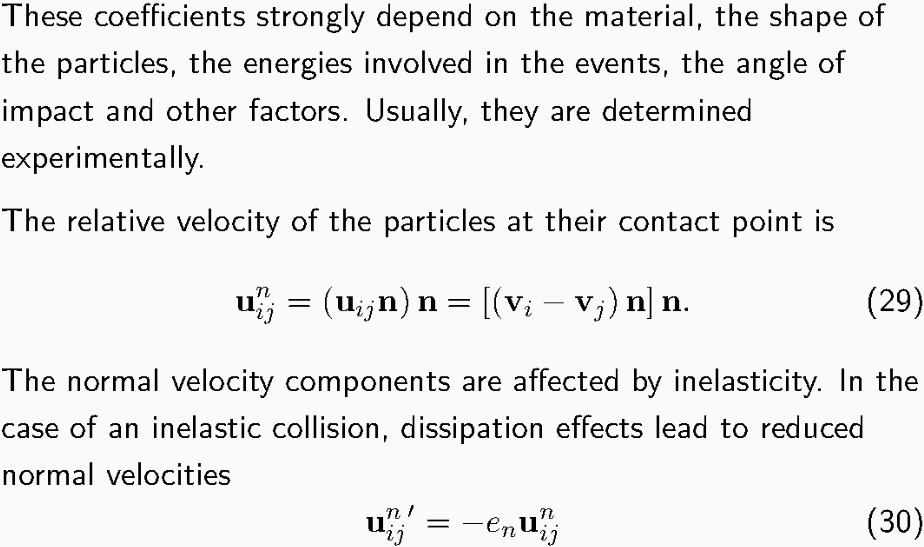 These coefficients strongly depend on the material, the shape of
the particles, the energies involved in the events, the angle of
impact and other factors. Usually, they are determined
experimentally.
The relative velocity of the particles at their contact point is
$\mathbf{u}_{ij}^{n} = (\mathbf{u}_{ij}\mathbf{n})\,\mathbf{n} = [(\mathbf{v}_i - \mathbf{v}_j)\,\mathbf{n}]\,\mathbf{n}.$ (29)
The normal velocity components are affected by inelasticity. In the
case of an inelastic collision, dissipation effects lead to reduced
normal velocities
$\mathbf{u}_{ij}^{n\,\prime} = -e_n \mathbf{u}_{ij}^{n}$ (30)